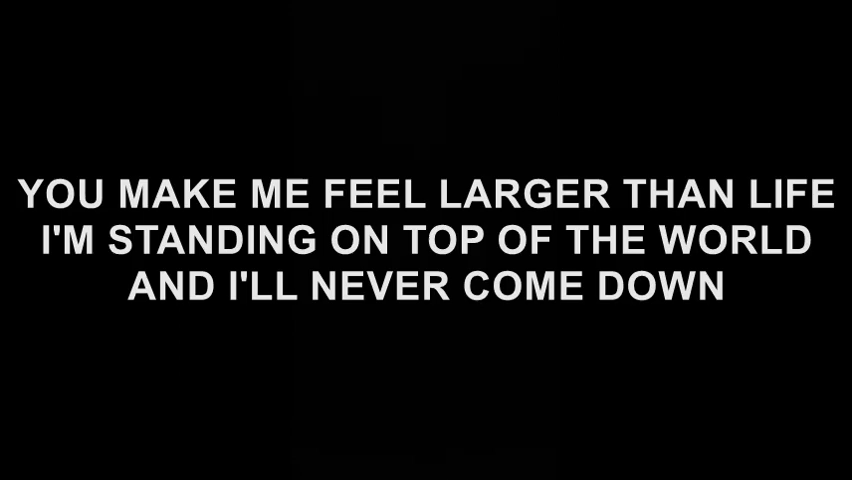 YOU MAKE ME FEEL LARGER THAN LIFE
I'M STANDING ON TOP OF THE WORLD
AND I'LL NEVER COME DOWN